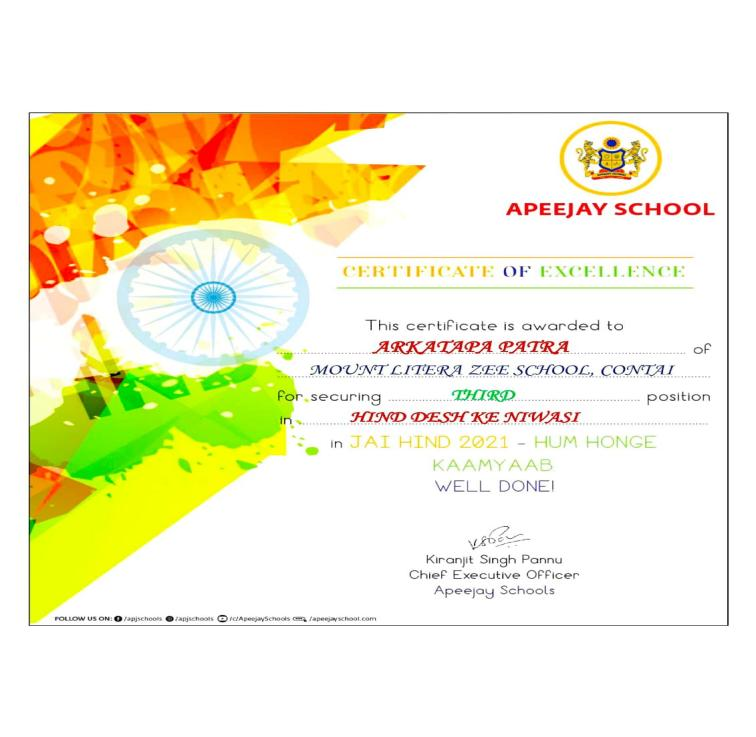 APEEJAY SCHOOL
CERTIFICATE OF EXCELLENCE
This certificate is awarded to
ARKATAPA PATRA of
MOUNT LITERA ZEE SCHOOL, CONTAI
for securing THIRD position
in HIND DESH KE NIWASI
in JAI HIND 2021 - HUM HONGE
KAAMYAAB
WELL DONE!
Kiranjit Singh Pannu
Chief Executive Officer
Apeejay Schools
FOLLOW US ON: /apjschools /apjschools /c/ApeejaySchools /apeejayschool.com